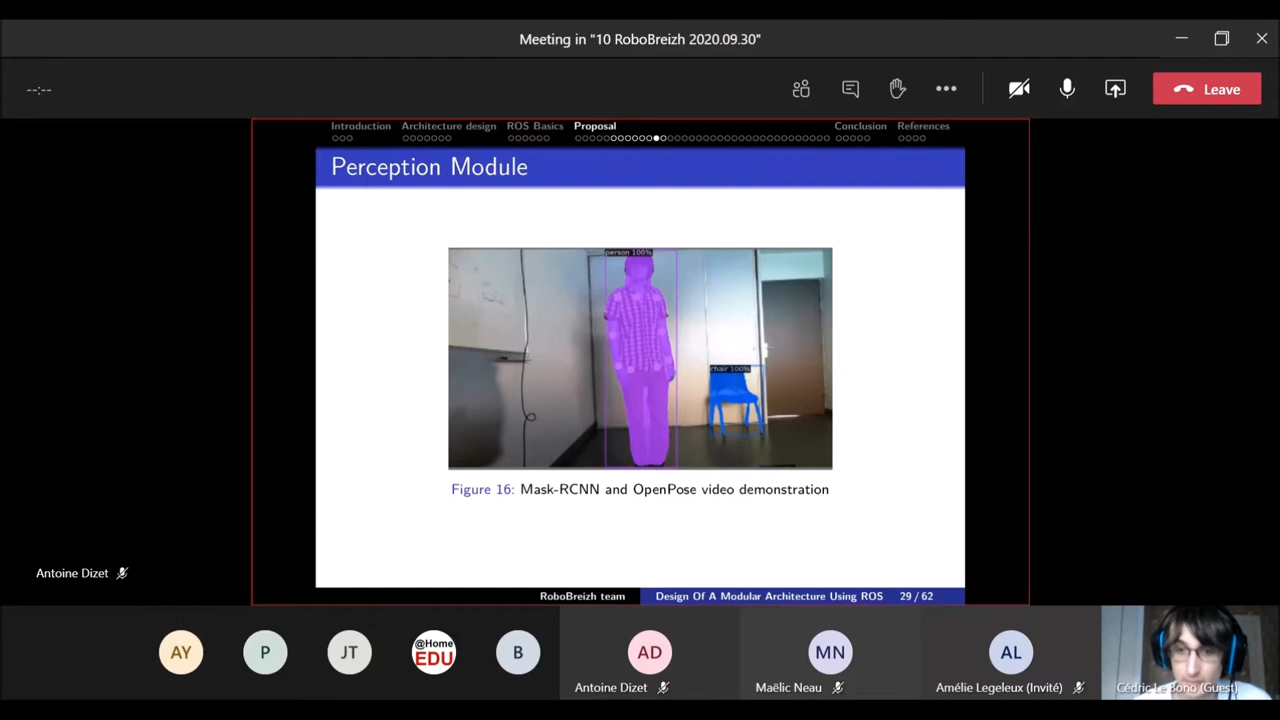 Meeting in "10 RoboBreizh 2020.09.30"
--:--
Leave
Introduction Architecture design ROS Basics Proposal Conclusion References
Perception Module
person 100%
chair 100%
Figure 16: Mask-RCNN and OpenPose video demonstration
Antoine Dizet
RoboBreizh team Design Of A Modular Architecture Using ROS 29 / 62
AY P JT @Home EDU B AD MN AL
Antoine Dizet Maëlic Neau Amélie Legeleux (Invité) Cédric Le Bono (Guest)